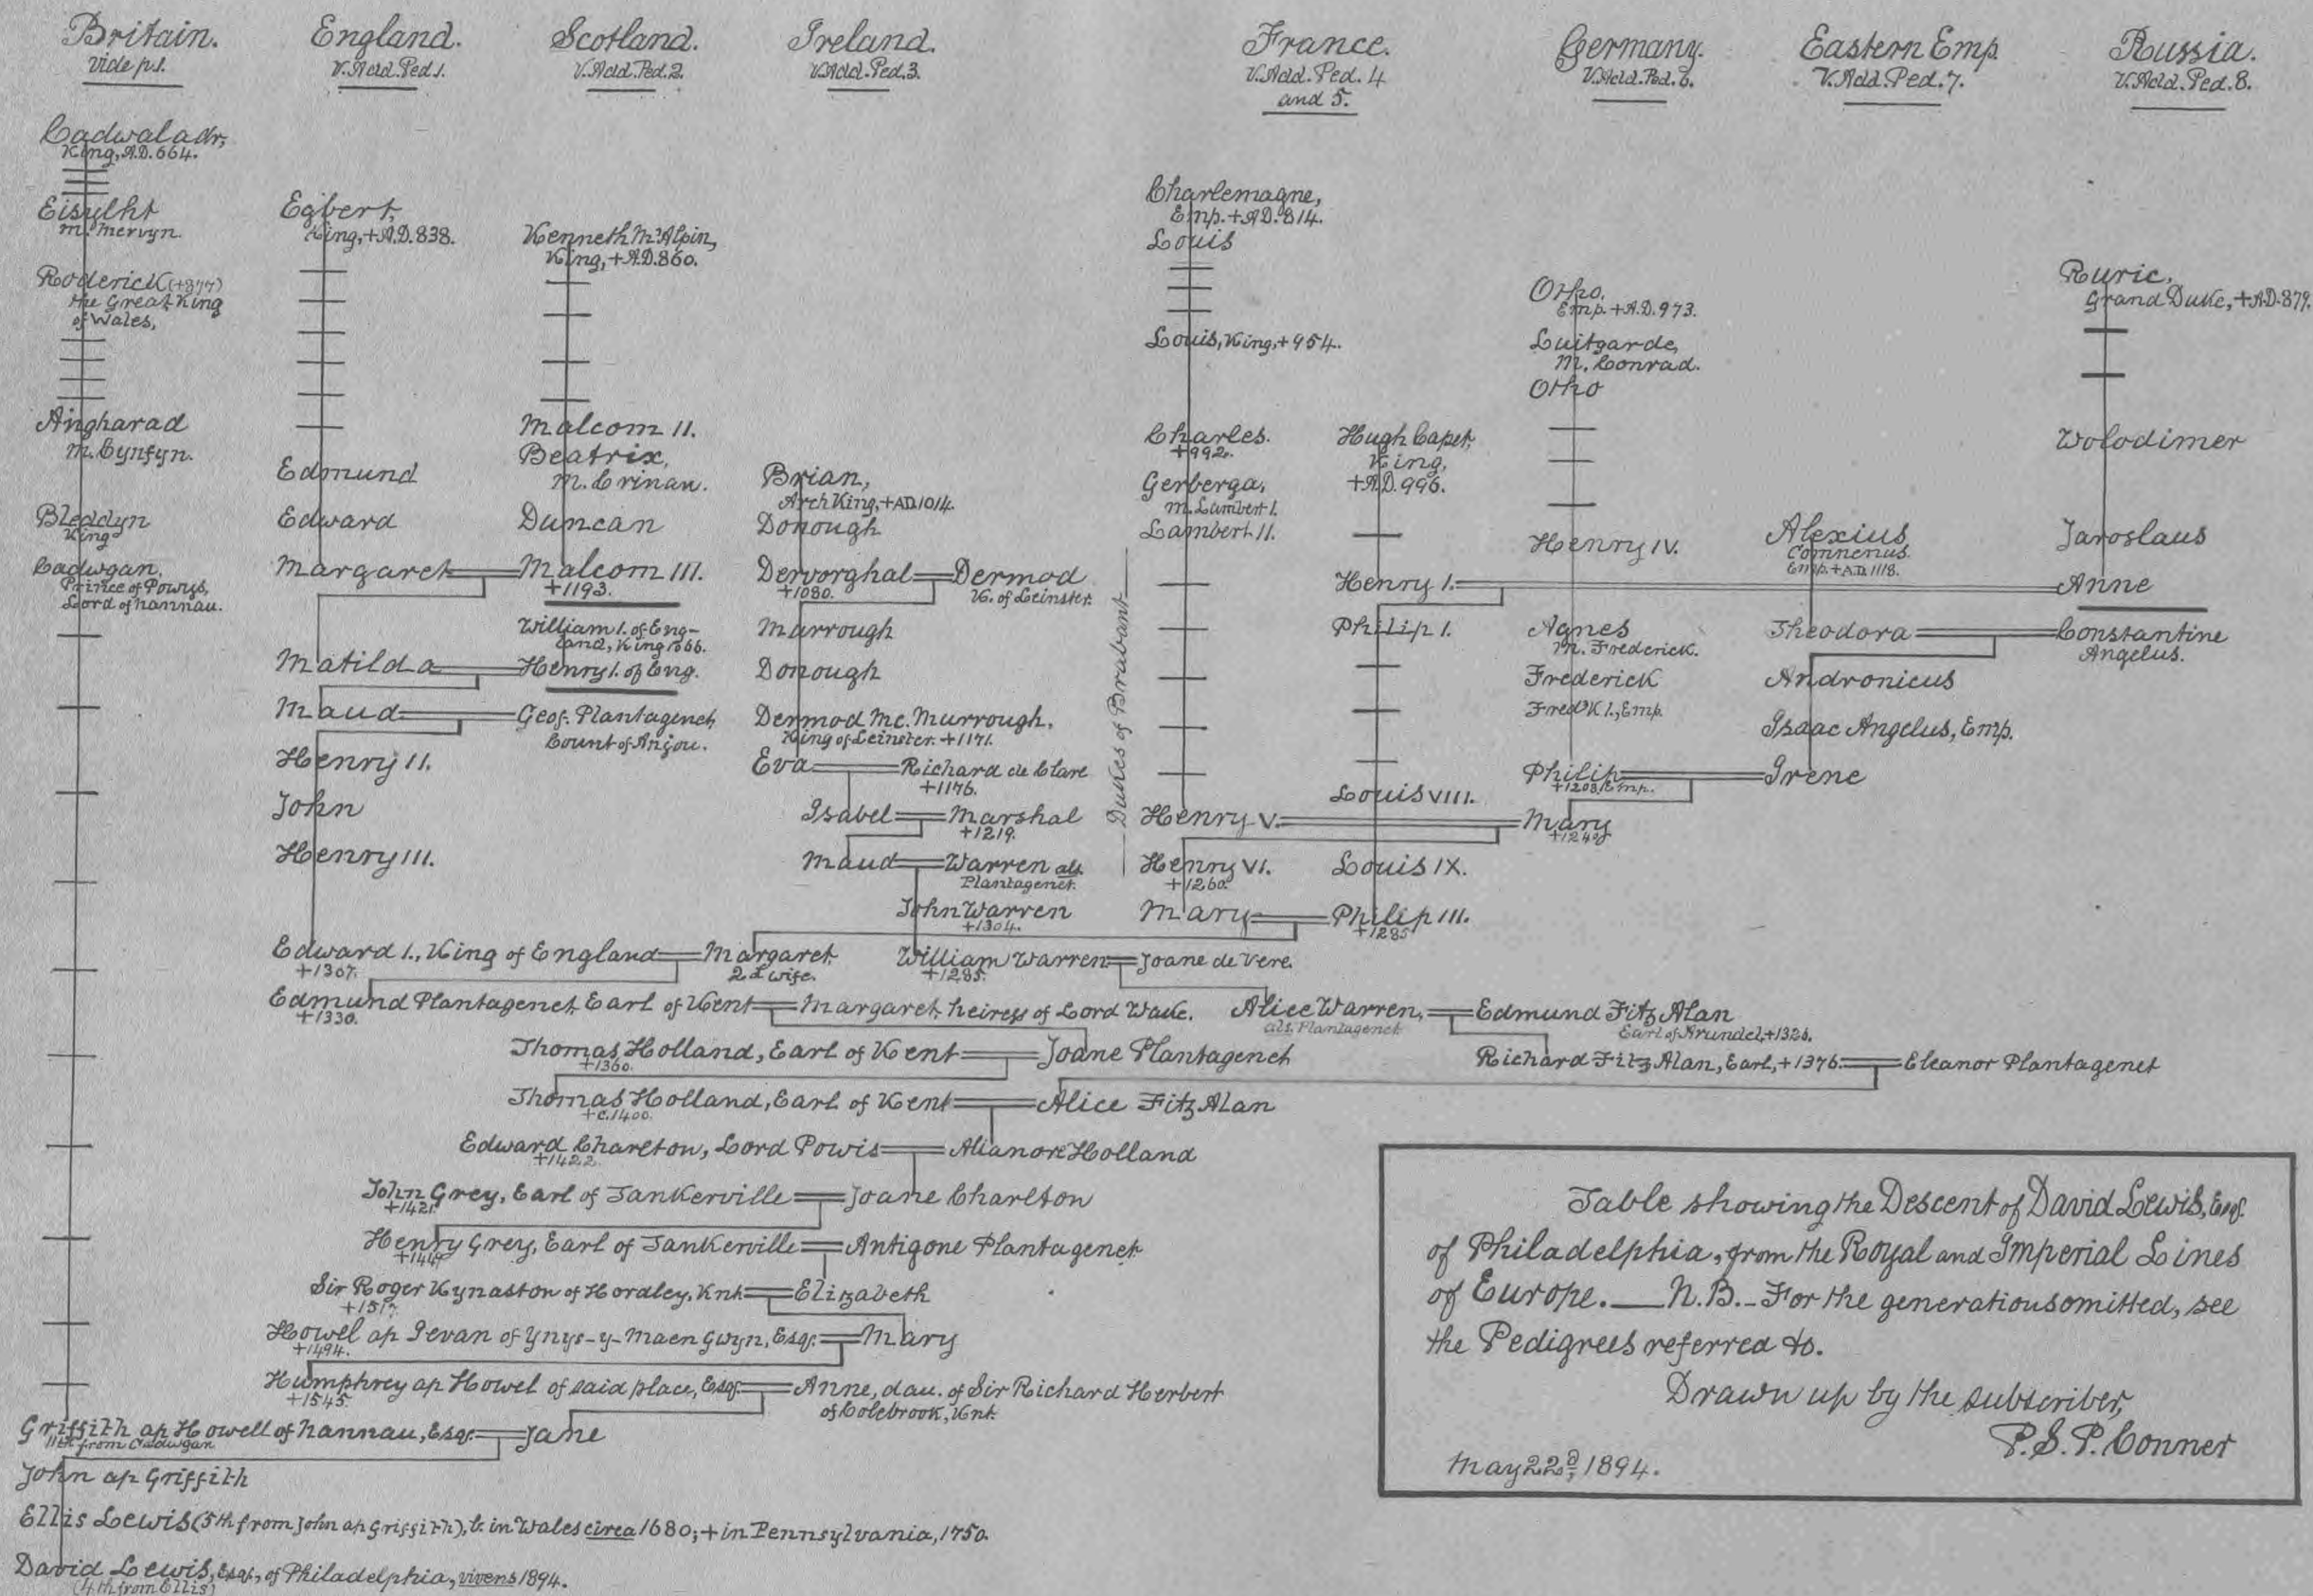 Britain.
vide p.1.
England.
V. Add. Ped. 1.
Scotland.
V. Add. Ped. 2.
Ireland.
V. Add. Ped. 3.
France.
V. Add. Ped. 4
and 5.
Germany.
V. Add. Ped. 6.
Eastern Emp.
V. Add. Ped. 7.
Russia.
V. Add. Ped. 8.
Cadwaladr,
King, A.D. 664.
Eisylht
m. Mervyn
Roderick (+877)
the Great King
of Wales,
Angharad
m. Cynfyn.
Bleddyn
King
Cadwgan,
Prince of Powys,
Lord of Nannau.
Egbert,
King, +A.D. 838.
Edmund
Edward
Margaret
Matilda
Maud
Henry II.
John
Henry III.
Kenneth McAlpin,
King, +A.D. 860.
Malcom II.
Beatrix,
m. Crinan.
Duncan
Malcom III.
+1193.
William I. of Eng-
land, King 1066.
Henry I. of Eng.
Geof. Plantagenet,
Count of Anjou.
Brian,
Arch King, +A.D. 1014.
Donough
Dervorghal
+1080.
Dermod
K. of Leinster.
Murrough
Donough
Dermod Mc. Murrough,
King of Leinster. +1171.
Eva
Richard de Clare
+1176.
Isabel
Marshal
+1219.
Maud
Warren als.
Plantagenet.
John Warren
+1304.
Charlemagne,
Emp. +A.D. 814.
Louis
Louis, King, +954.
Charles.
+992.
Gerberga,
m. Lambert I.
Lambert II.
Dukes of Brabant
Henry V.
Henry VI.
+1260.
Mary
Hugh Capet,
King,
+A.D. 996.
Henry I.
Philip I.
Louis VIII.
Louis IX.
Philip III.
+1285
Otho,
Emp. +A.D. 973.
Luitgarde,
M. Conrad.
Otho
Henry IV.
Agnes
m. Frederick.
Frederick
Fred'k I., Emp.
Philip
+1208, Emp.
Mary
+1240
Alexius
Comnenus
Emp. +A.D. 1118.
Theodora
Andronicus
Isaac Angelus, Emp.
Irene
Ruric,
Grand Duke, +A.D. 879.
Wolodimer
Jaroslaus
Anne
Constantine
Angelus.
Edward I., King of England
+1307.
Margaret
2d wife.
William Warren
+1285.
Joane de Vere.
Edmund Plantagenet, Earl of Kent
+1330.
Margaret, heiress of Lord Wake.
Alice Warren,
als. Plantagenet
Edmund Fitz Alan
Earl of Arundel, +1326.
Thomas Holland, Earl of Kent
+1360.
Joane Plantagenet
Richard Fitz Alan, Earl, +1376.
Eleanor Plantagenet
Thomas Holland, Earl of Kent
+c. 1400.
Alice Fitz Alan
Edward Charlton, Lord Powis
+1422.
Alianore Holland
John Grey, Earl of Tankerville
+1421.
Joane Charlton
Henry Grey, Earl of Tankerville
Antigone Plantagenet
Sir Roger Kynaston of Hordley, Knt.
+1517.
Elizabeth
Howel ap Jevan of Ynys-y-Maen Gwyn, Esq.
+1494.
Mary
Humphrey ap Howel of said place, Esq.
+1545.
Anne, dau. of Sir Richard Herbert
of Colebrook, Knt.
Griffith ap Howell of Nannau, Esq.
11th from Cadwgan
Jane
John ap Griffith
Ellis Lewis (5th from John ap Griffith), b. in Wales circa 1680; + in Pennsylvania, 1750.
David Lewis, Esq., of Philadelphia, vivens 1894.
(4th from Ellis)
Table showing the Descent of David Lewis, Esq.
of Philadelphia, from the Royal and Imperial Lines
of Europe. — N.B. – For the generations omitted, see
the Pedigrees referred to.
Drawn up by the subscriber,
P. S. P. Conner
May 22d, 1894.